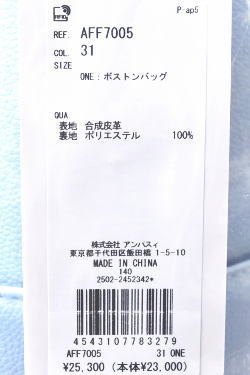 RFID
P-ap5
REF. AFF7005
COL. 31
SIZE
ONE：ボストンバッグ
QUA
表地 合成皮革
裏地 ポリエステル 100%
株式会社 アンバスィ
東京都千代田区飯田橋 1-5-10
MADE IN CHINA
140
2502-2452342*
4543107783279
AFF7005 31 ONE
¥25,300 (本体¥23,000)